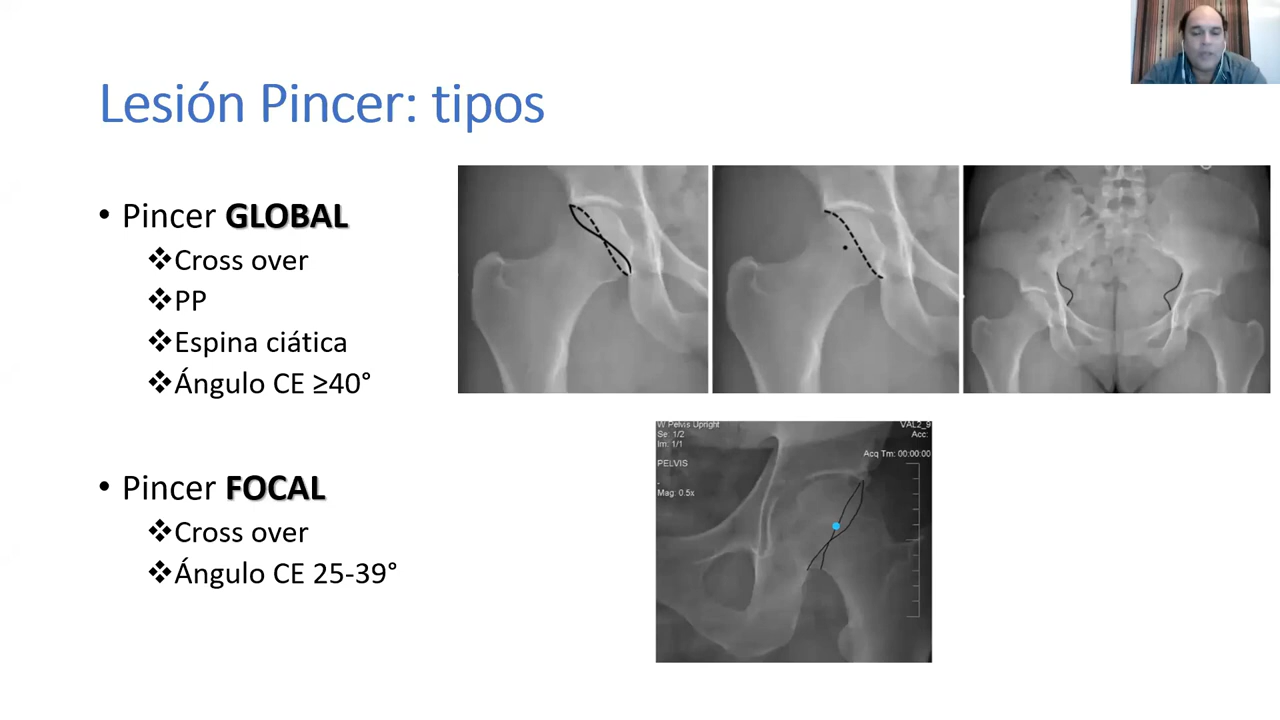 Lesión Pincer: tipos
• Pincer GLOBAL
❖Cross over
❖PP
❖Espina ciática
❖Ángulo CE ≥40°
• Pincer FOCAL
❖Cross over
❖Ángulo CE 25-39°
W Pelvis Upright
Se: 1/2
Im: 1/1
PELVIS
-
Mag: 0.5x
VAL2_9
Acc:
Acq Tm: 00:00:00